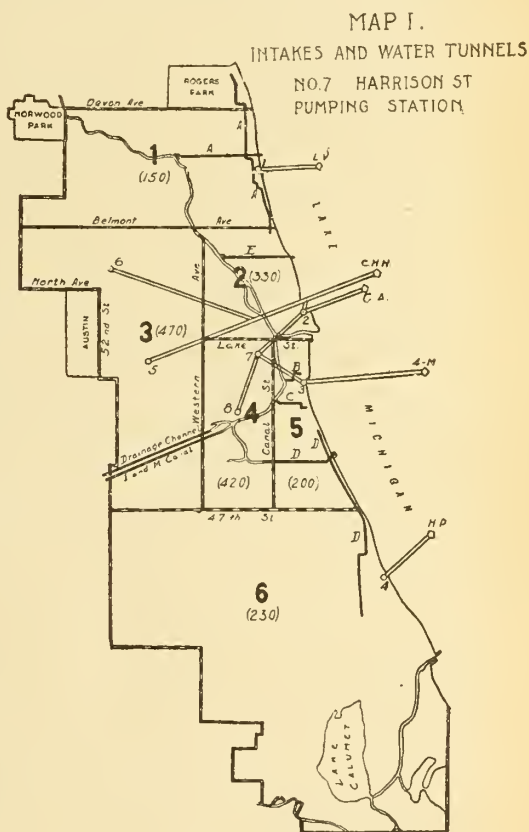 MAP I.
INTAKES AND WATER TUNNELS
NO.7 HARRISON ST
PUMPING STATION
ROGERS
PARK
NORWOOD
PARK
Devon Ave
A
1
A
(150)
A
L V
LAKE
Belmont Ave
E
6
C.H.H
North Ave
Ave
2 (330)
C A.
1
2
AUSTIN
52nd St
3 (470)
Lake St.
7
5
B
3
4-M
Western
St
C
8
4
5
Canal
D
Drainage Channel
I and M Canal
D
MICHIGAN
(420)
(200)
47th St
D
H P
4
6
(230)
LAKE
CALUMET